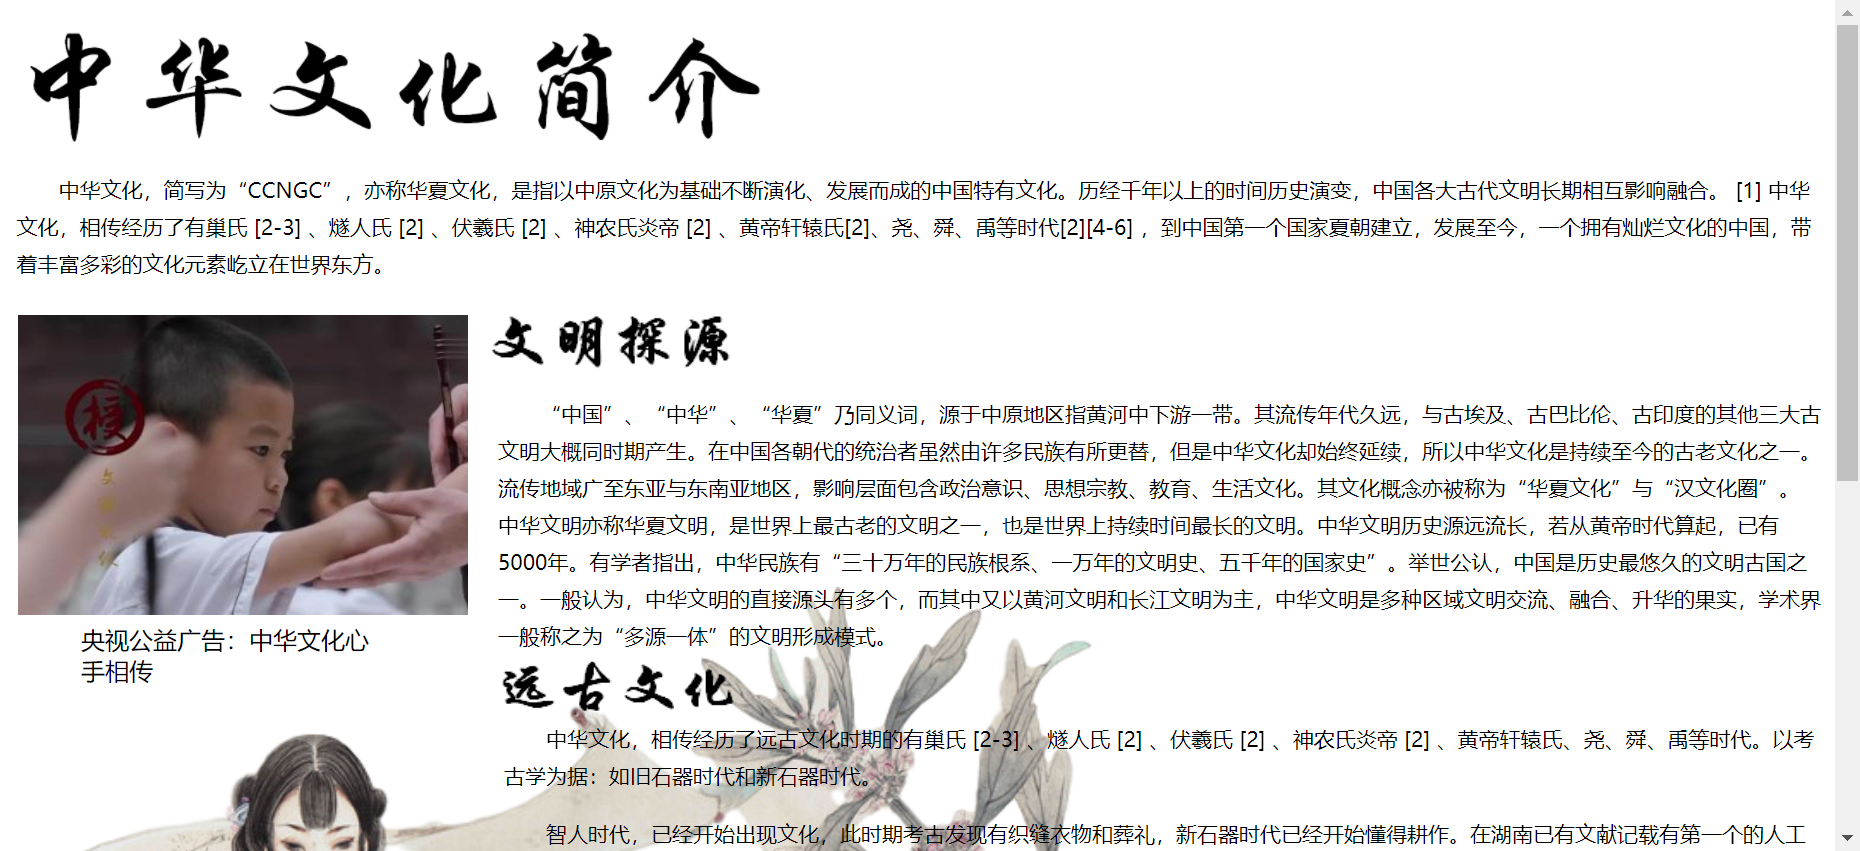 中华文化简介
中华文化，简写为“CCNGC”，亦称华夏文化，是指以中原文化为基础不断演化、发展而成的中国特有文化。历经千年以上的时间历史演变，中国各大古代文明长期相互影响融合。 [1] 中华
文化，相传经历了有巢氏 [2-3] 、燧人氏 [2] 、伏羲氏 [2] 、神农氏炎帝 [2] 、黄帝轩辕氏[2]、尧、舜、禹等时代[2][4-6] ，到中国第一个国家夏朝建立，发展至今，一个拥有灿烂文化的中国，带
着丰富多彩的文化元素屹立在世界东方。
授
央视公益广告：中华文化心
手相传
文明探源
“中国”、“中华”、“华夏”乃同义词，源于中原地区指黄河中下游一带。其流传年代久远，与古埃及、古巴比伦、古印度的其他三大古
文明大概同时期产生。在中国各朝代的统治者虽然由许多民族有所更替，但是中华文化却始终延续，所以中华文化是持续至今的古老文化之一。
流传地域广至东亚与东南亚地区，影响层面包含政治意识、思想宗教、教育、生活文化。其文化概念亦被称为“华夏文化”与“汉文化圈”。
中华文明亦称华夏文明，是世界上最古老的文明之一，也是世界上持续时间最长的文明。中华文明历史源远流长，若从黄帝时代算起，已有
5000年。有学者指出，中华民族有“三十万年的民族根系、一万年的文明史、五千年的国家史”。举世公认，中国是历史最悠久的文明古国之
一。一般认为，中华文明的直接源头有多个，而其中又以黄河文明和长江文明为主，中华文明是多种区域文明交流、融合、升华的果实，学术界
一般称之为“多源一体”的文明形成模式。
远古文化
中华文化，相传经历了远古文化时期的有巢氏 [2-3] 、燧人氏 [2] 、伏羲氏 [2] 、神农氏炎帝 [2] 、黄帝轩辕氏、尧、舜、禹等时代。以考
古学为据：如旧石器时代和新石器时代。
智人时代，已经开始出现文化，此时期考古发现有织缝衣物和葬礼，新石器时代已经开始懂得耕作。在湖南已有文献记载有第一个的人工